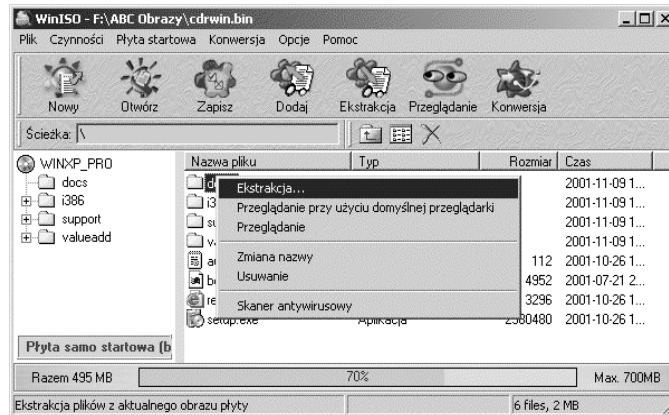 WinISO - F:\ABC Obrazy\cdrwin.bin
Plik Czynności Płyta startowa Konwersja Opcje Pomoc
Nowy Otwórz Zapisz Dodaj Ekstrakcja Przeglądanie Konwersja
Ścieżka: \
WINXP_PRO
docs
i386
support
valueadd
Płyta samo startowa (b
Nazwa pliku Typ Rozmiar Czas
2001-11-09 1...
i3 2001-11-09 1...
su 2001-11-09 1...
2001-11-09 1...
au 112 2001-10-26 1...
4952 2001-07-21 2...
re 3296 2001-10-26 1...
setup.exe Aplikacja 2580480 2001-10-26 1...
Ekstrakcja...
Przeglądanie przy użyciu domyślnej przeglądarki
Przeglądanie
Zmiana nazwy
Usuwanie
Skaner antywirusowy
Razem 495 MB 70% Max. 700MB
Ekstrakcja plików z aktualnego obrazu płyty 6 files, 2 MB